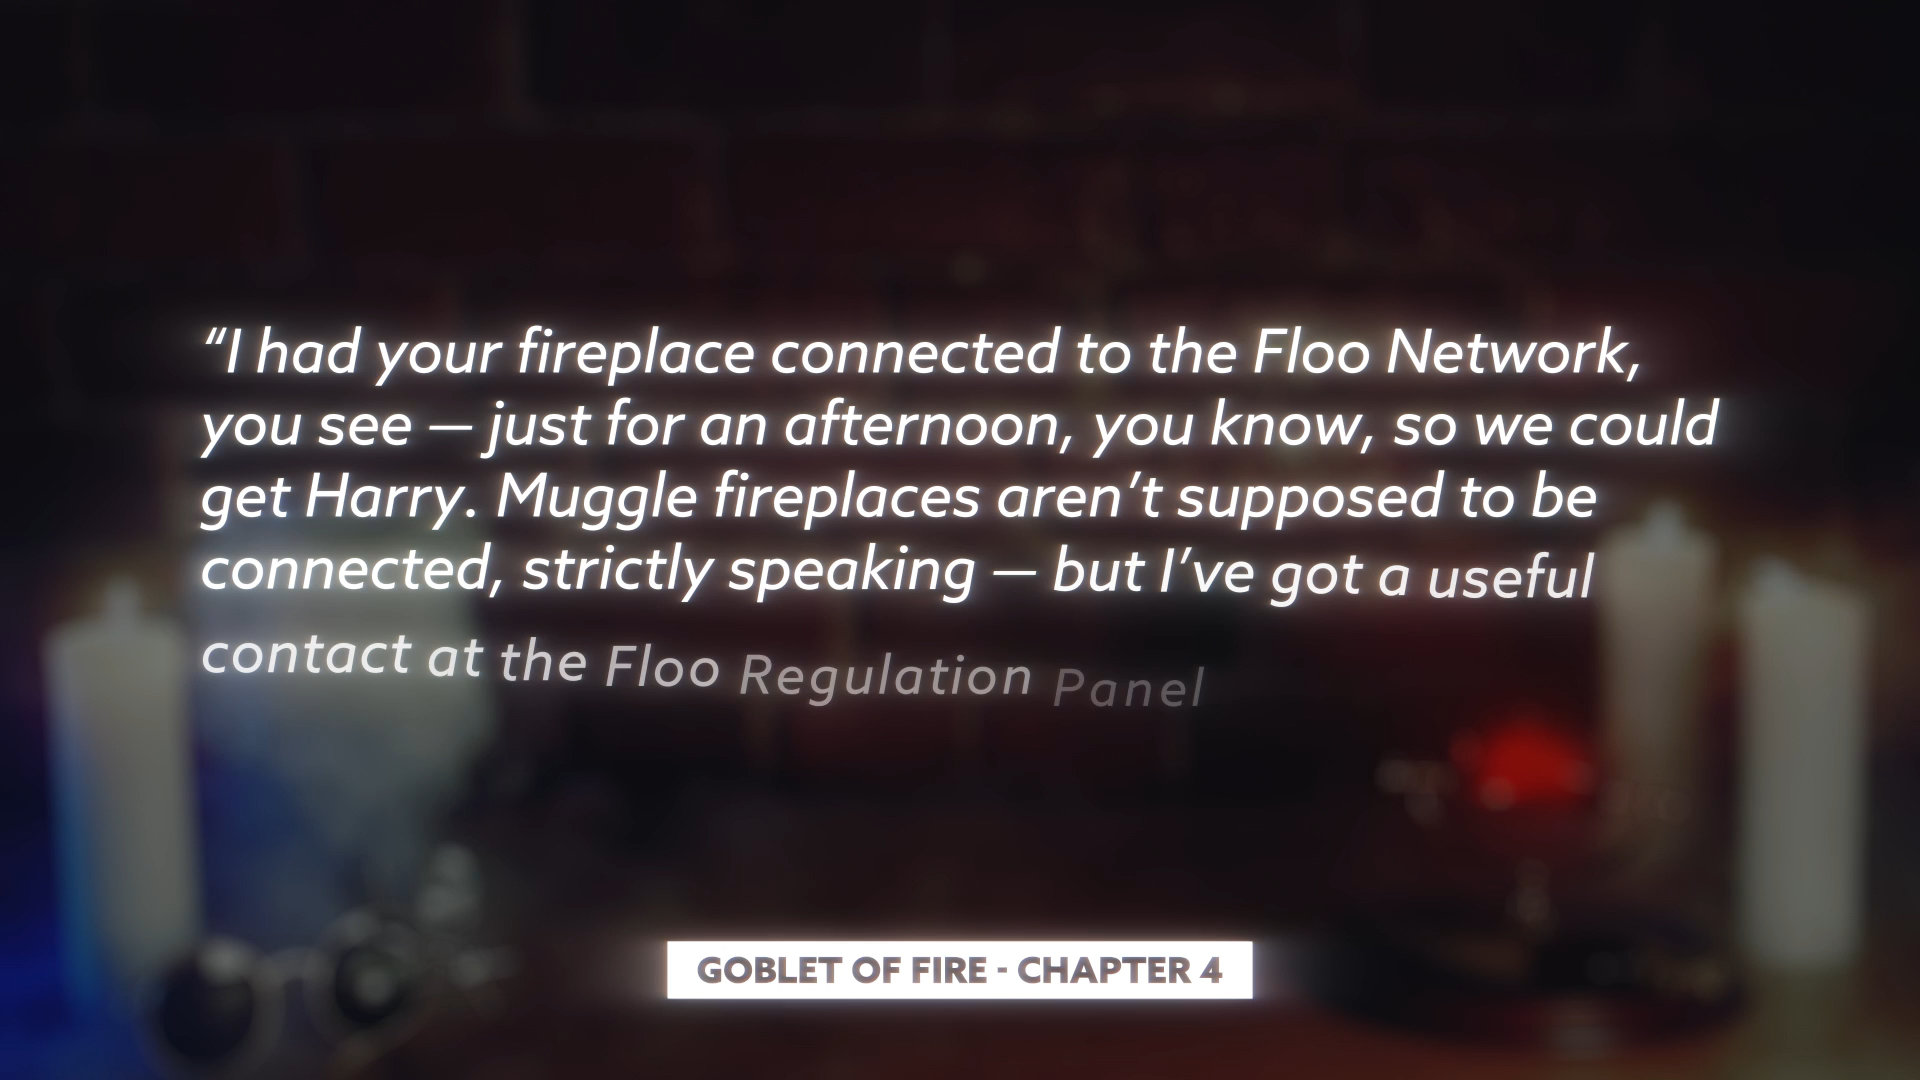 “I had your fireplace connected to the Floo Network,
you see — just for an afternoon, you know, so we could
get Harry. Muggle fireplaces aren’t supposed to be
connected, strictly speaking — but I’ve got a useful
contact at the Floo Regulation Panel
GOBLET OF FIRE - CHAPTER 4